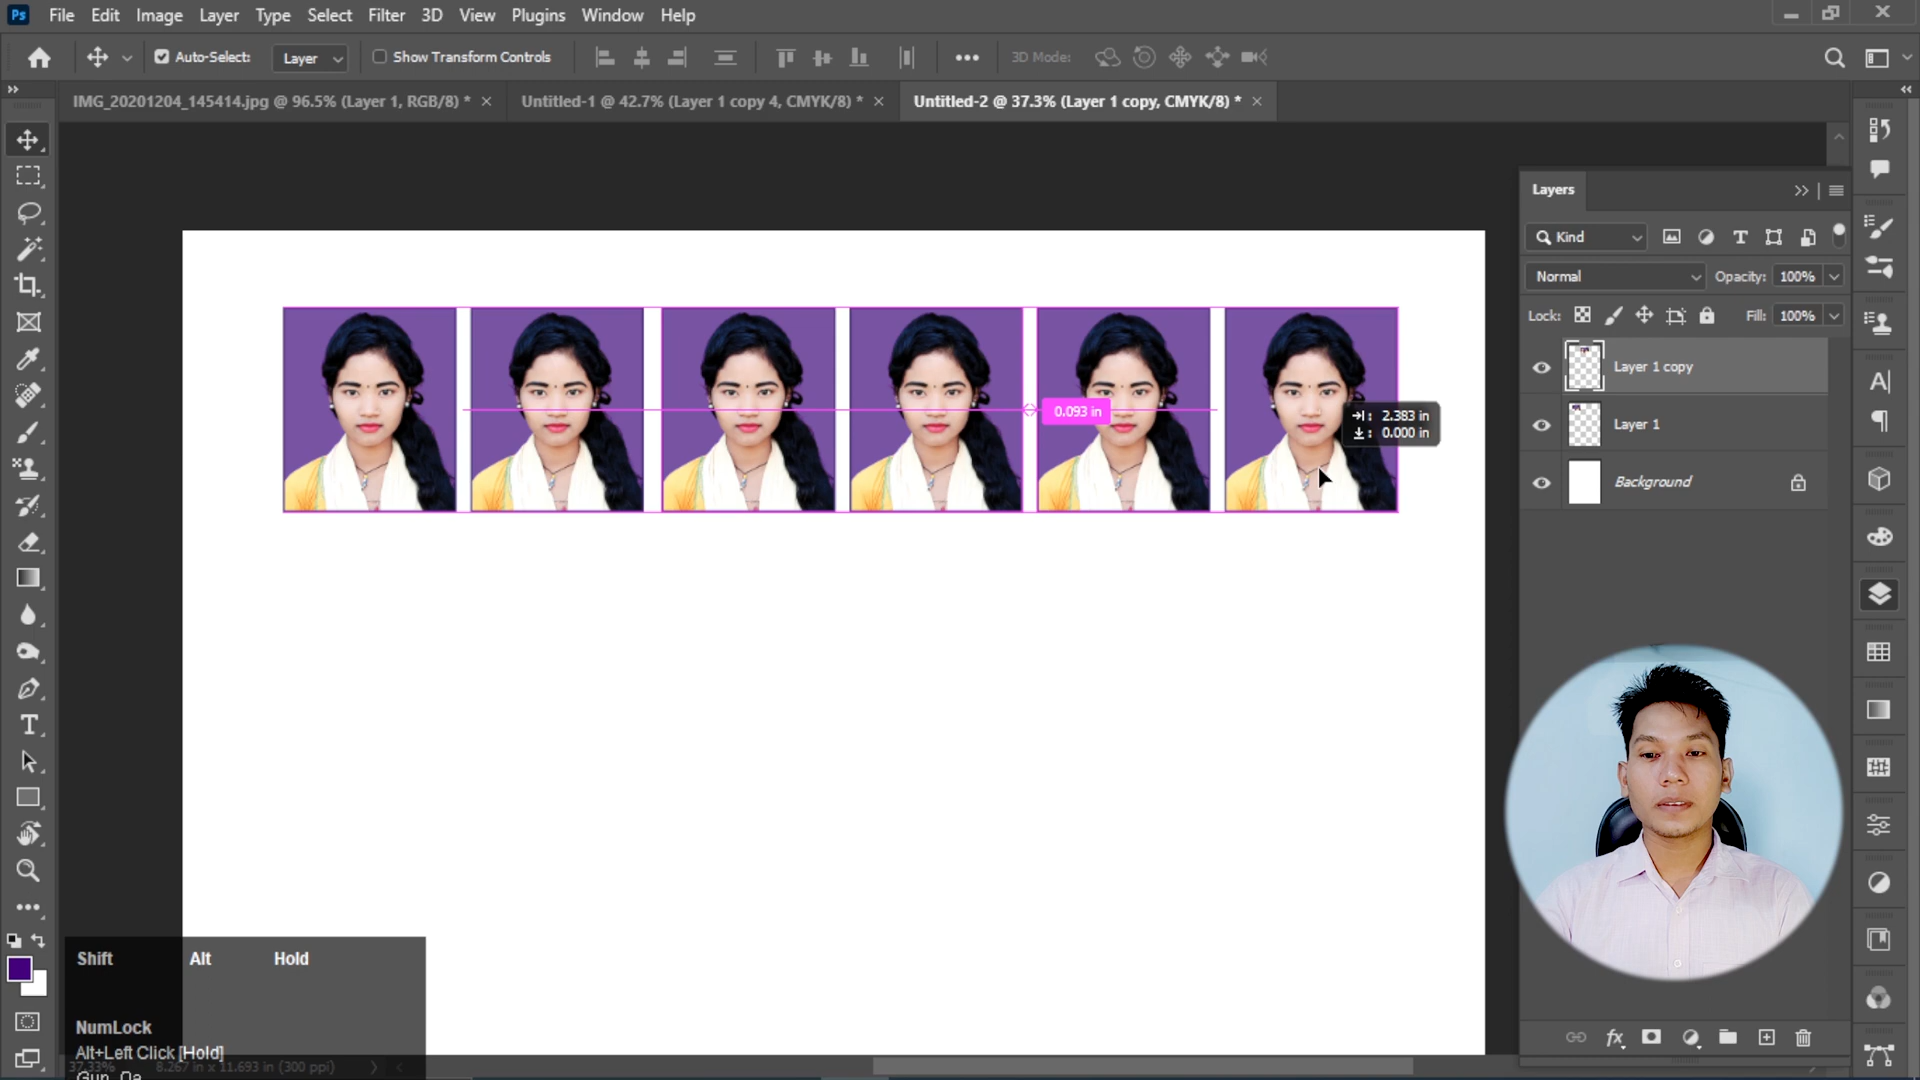 Ps File Edit Image Layer Type Select Filter 3D View Plugins Window Help
Auto-Select: Layer Show Transform Controls 3D Mode:
IMG_20201204_145414.jpg @ 96.5% (Layer 1, RGB/8) * Untitled-1 @ 42.7% (Layer 1 copy 4, CMYK/8) * Untitled-2 @ 37.3% (Layer 1 copy, CMYK/8) *
Layers
Kind
Normal Opacity: 100%
Lock: Fill: 100%
Layer 1 copy
Layer 1
Background
0.093 in
2.383 in
0.000 in
Shift Alt Hold
NumLock
Alt+Left Click [Hold]
37.33% 8.267 in x 11.693 in (300 ppi)